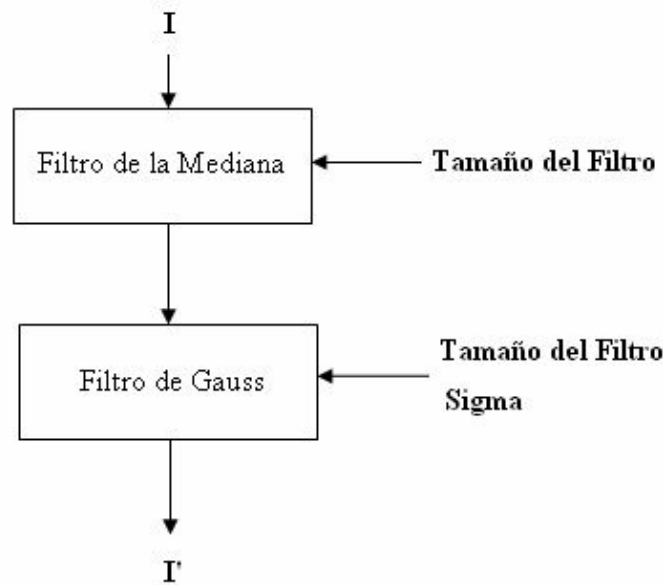 I
Filtro de la Mediana
Tamaño del Filtro
Filtro de Gauss
Tamaño del Filtro
Sigma
I'